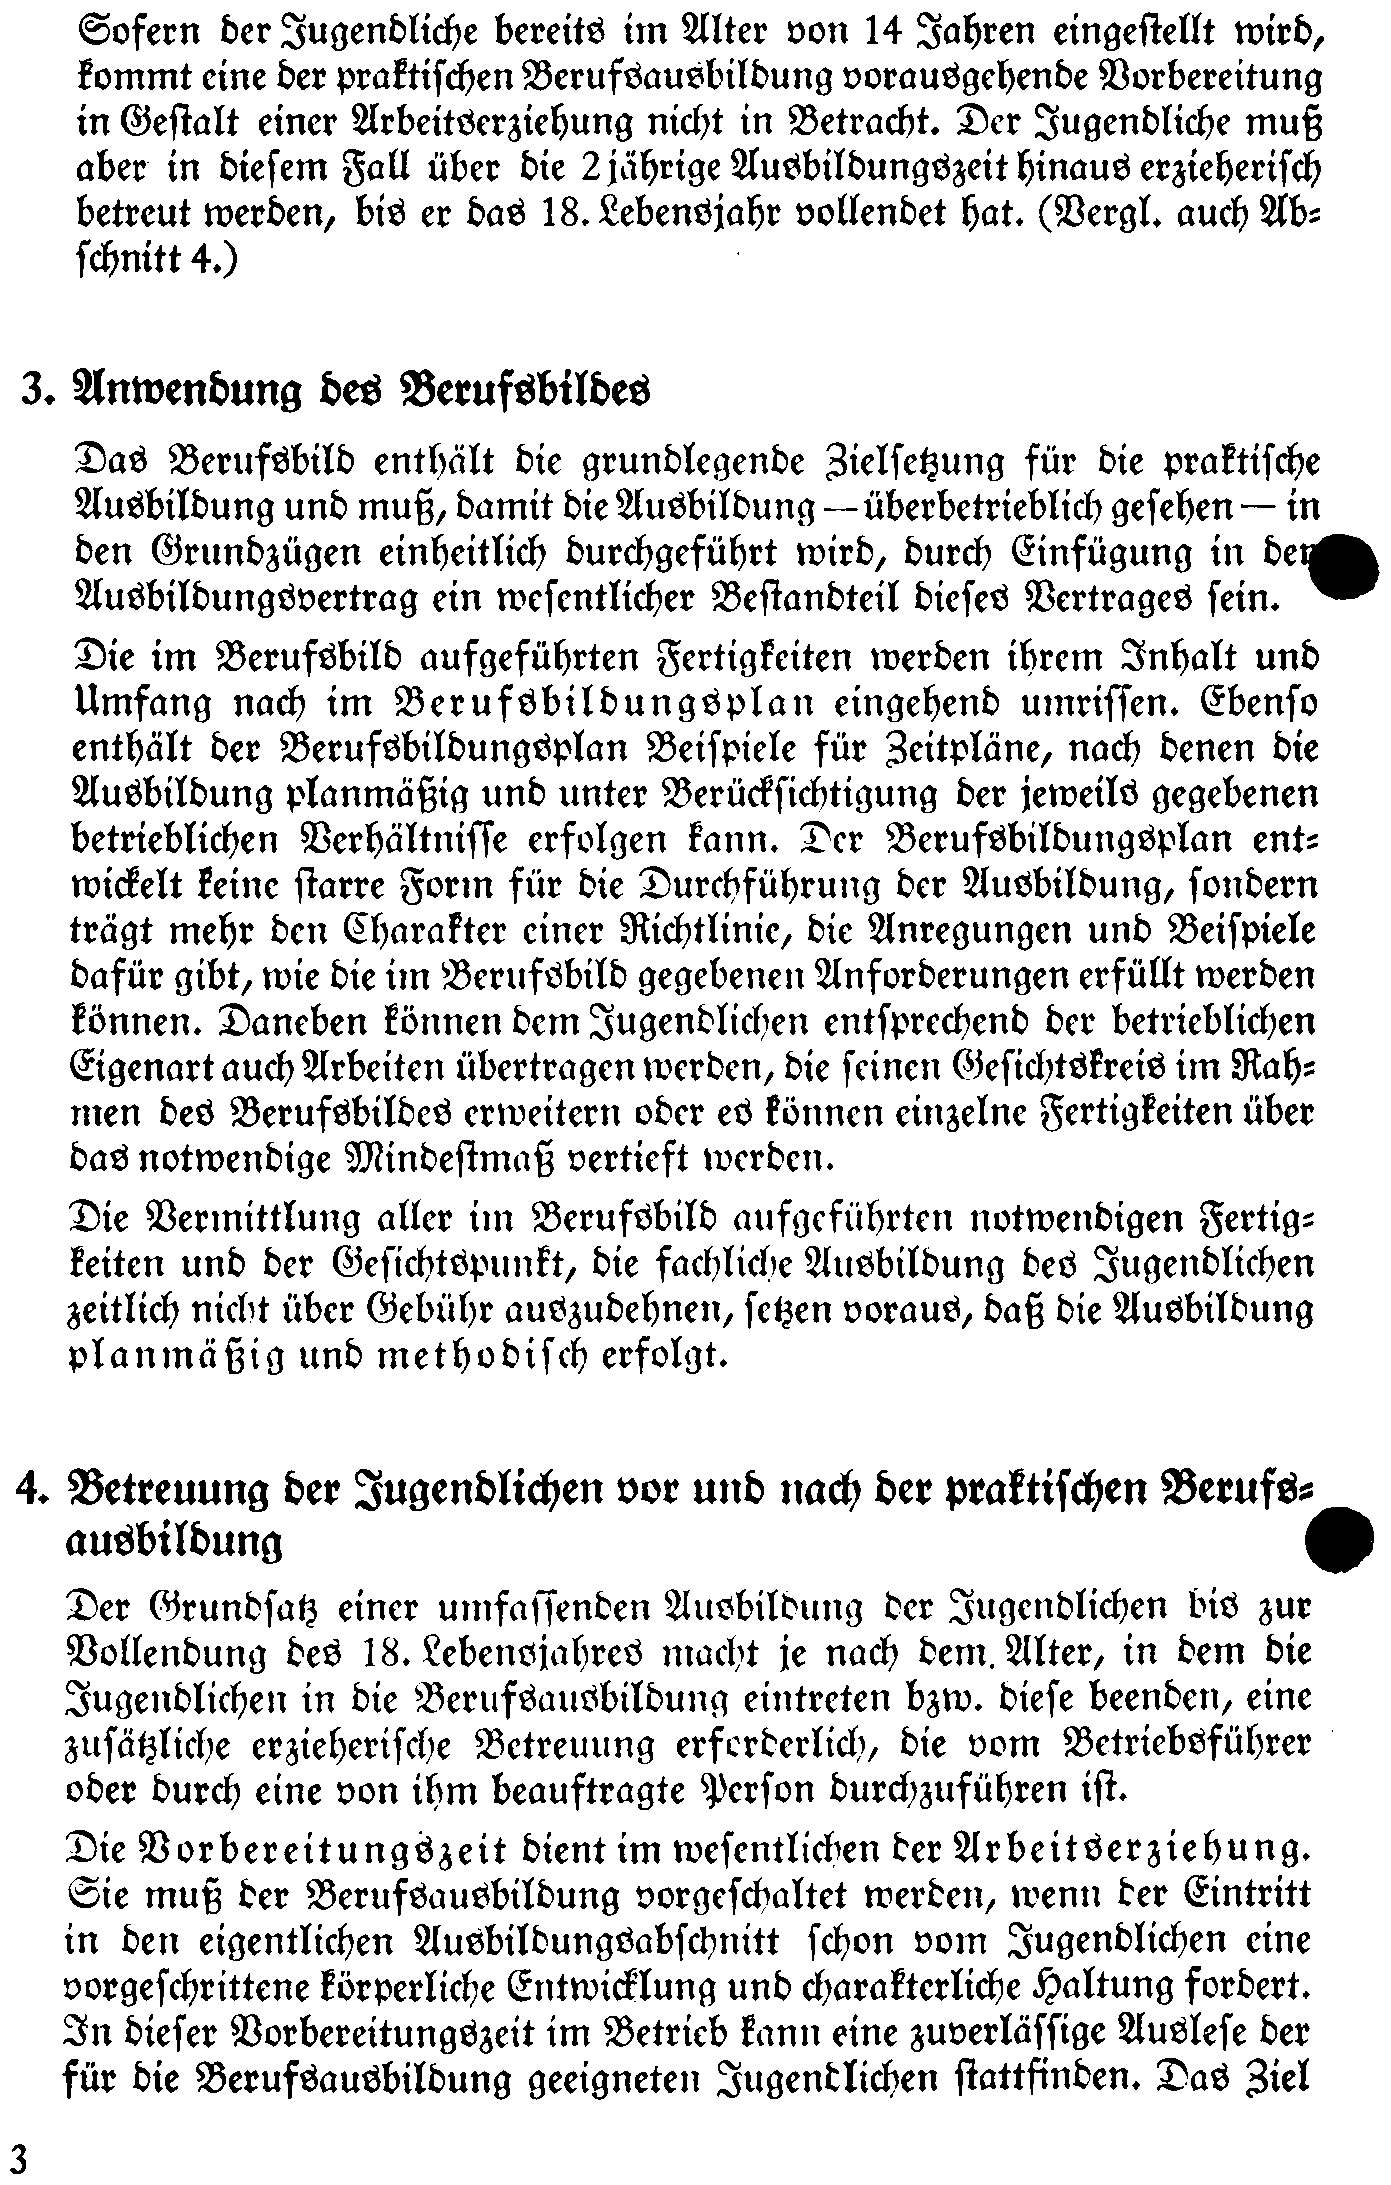 Sofern der Jugendliche bereits im Alter von 14 Jahren eingestellt wird,
kommt eine der praktischen Berufsausbildung vorausgehende Vorbereitung
in Gestalt einer Arbeitserziehung nicht in Betracht. Der Jugendliche muß
aber in diesem Fall über die 2jährige Ausbildungszeit hinaus erzieherisch
betreut werden, bis er das 18. Lebensjahr vollendet hat. (Vergl. auch Ab-
schnitt 4.)
3. Anwendung des Berufsbildes
Das Berufsbild enthält die grundlegende Zielsetzung für die praktische
Ausbildung und muß, damit die Ausbildung — überbetrieblich gesehen — in
den Grundzügen einheitlich durchgeführt wird, durch Einfügung in den
Ausbildungsvertrag ein wesentlicher Bestandteil dieses Vertrages sein.
Die im Berufsbild aufgeführten Fertigkeiten werden ihrem Inhalt und
Umfang nach im Berufsbildungsplan eingehend umrissen. Ebenso
enthält der Berufsbildungsplan Beispiele für Zeitpläne, nach denen die
Ausbildung planmäßig und unter Berücksichtigung der jeweils gegebenen
betrieblichen Verhältnisse erfolgen kann. Der Berufsbildungsplan ent-
wickelt keine starre Form für die Durchführung der Ausbildung, sondern
trägt mehr den Charakter einer Richtlinie, die Anregungen und Beispiele
dafür gibt, wie die im Berufsbild gegebenen Anforderungen erfüllt werden
können. Daneben können dem Jugendlichen entsprechend der betrieblichen
Eigenart auch Arbeiten übertragen werden, die seinen Gesichtskreis im Rah-
men des Berufsbildes erweitern oder es können einzelne Fertigkeiten über
das notwendige Mindestmaß vertieft werden.
Die Vermittlung aller im Berufsbild aufgeführten notwendigen Fertig-
keiten und der Gesichtspunkt, die fachliche Ausbildung des Jugendlichen
zeitlich nicht über Gebühr auszudehnen, setzen voraus, daß die Ausbildung
planmäßig und methodisch erfolgt.
4. Betreuung der Jugendlichen vor und nach der praktischen Berufs-
ausbildung
Der Grundsatz einer umfassenden Ausbildung der Jugendlichen bis zur
Vollendung des 18. Lebensjahres macht je nach dem. Alter, in dem die
Jugendlichen in die Berufsausbildung eintreten bzw. diese beenden, eine
zusätzliche erzieherische Betreuung erforderlich, die vom Betriebsführer
oder durch eine von ihm beauftragte Person durchzuführen ist.
Die Vorbereitungszeit dient im wesentlichen der Arbeitserziehung.
Sie muß der Berufsausbildung vorgeschaltet werden, wenn der Eintritt
in den eigentlichen Ausbildungsabschnitt schon vom Jugendlichen eine
vorgeschrittene körperliche Entwicklung und charakterliche Haltung fordert.
In dieser Vorbereitungszeit im Betrieb kann eine zuverlässige Auslese der
für die Berufsausbildung geeigneten Jugendlichen stattfinden. Das Ziel
3